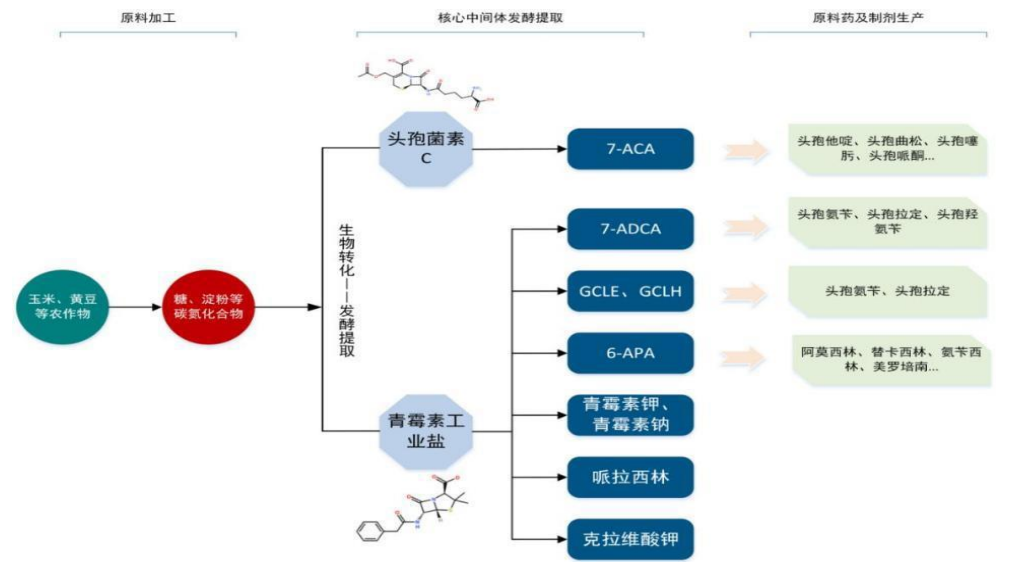 原料加工
核心中间体发酵提取
原料药及制剂生产
头孢菌素
C
7-ACA
头孢他啶、头孢曲松、头孢噻
肟、头孢哌酮...
生物转化——发酵提取
7-ADCA
头孢氨苄、头孢拉定、头孢羟
氨苄
玉米、黄豆
等农作物
糖、淀粉等
碳氮化合物
GCLE、GCLH
头孢氨苄、头孢拉定
6-APA
阿莫西林、替卡西林、氨苄西
林、美罗培南...
青霉素工
业盐
青霉素钾、
青霉素钠
哌拉西林
克拉维酸钾